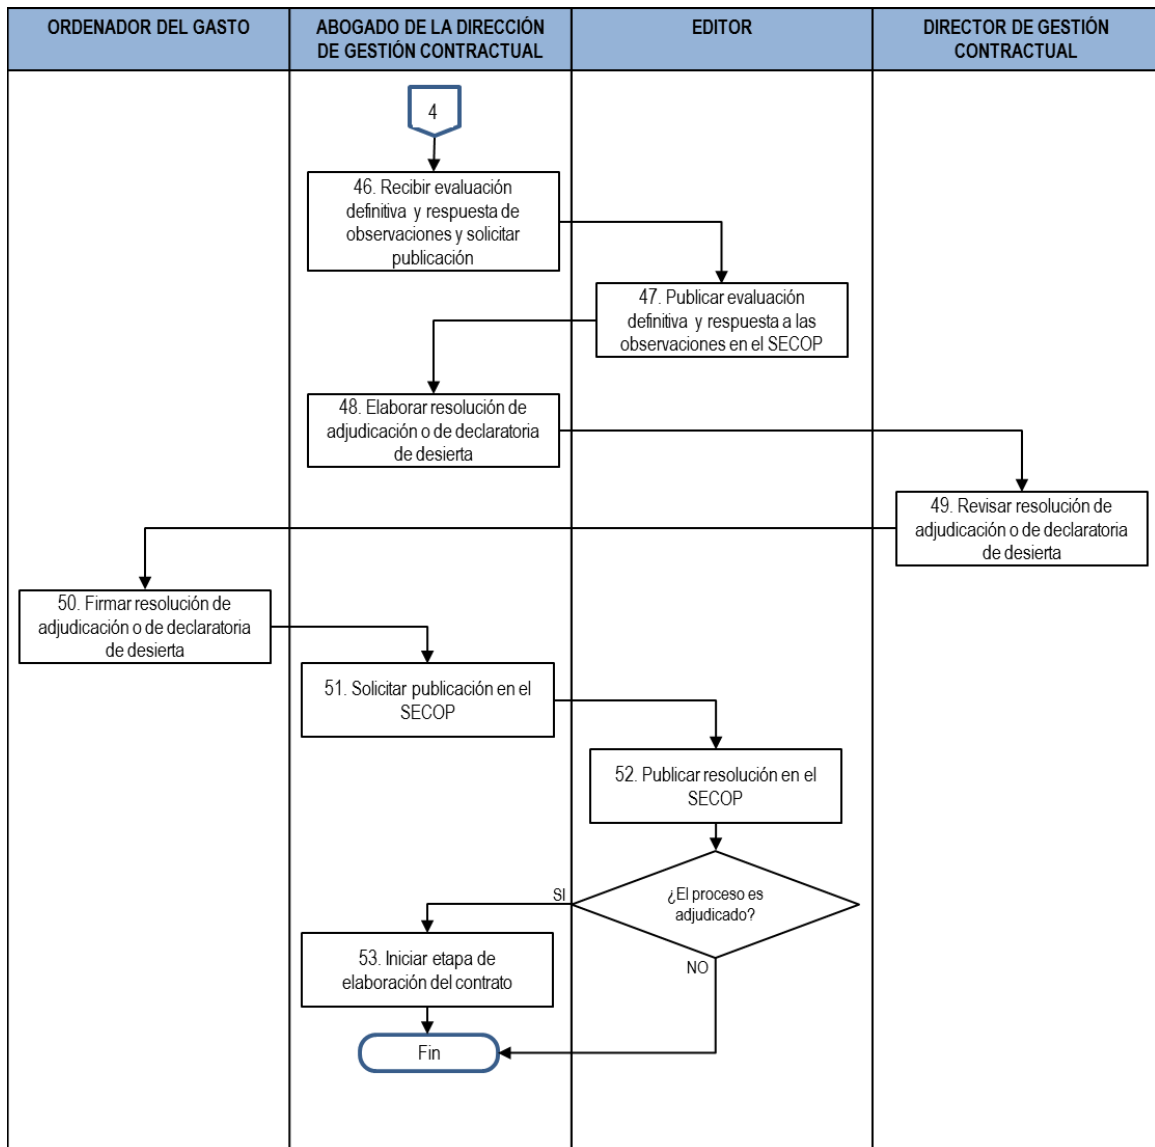 ORDENADOR DEL GASTO
ABOGADO DE LA DIRECCIÓN
DE GESTIÓN CONTRACTUAL
EDITOR
DIRECTOR DE GESTIÓN
CONTRACTUAL
4
46. Recibir evaluación
definitiva y respuesta de
observaciones y solicitar
publicación
47. Publicar evaluación
definitiva y respuesta a las
observaciones en el SECOP
48. Elaborar resolución de
adjudicación o de declaratoria
de desierta
49. Revisar resolución de
adjudicación o de declaratoria
de desierta
50. Firmar resolución de
adjudicación o de declaratoria
de desierta
51. Solicitar publicación en el
SECOP
52. Publicar resolución en el
SECOP
¿El proceso es
adjudicado?
SI
53. Iniciar etapa de
elaboración del contrato
NO
Fin